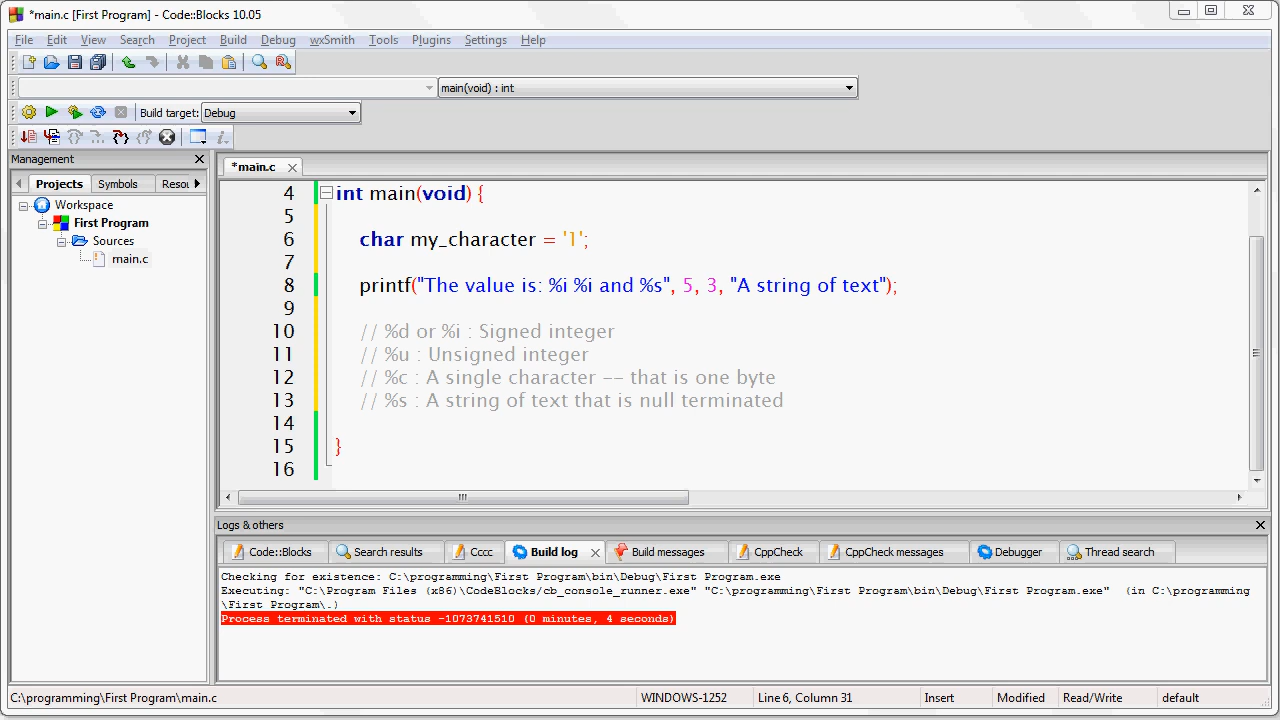 *main.c [First Program] - Code::Blocks 10.05
File Edit View Search Project Build Debug wxSmith Tools Plugins Settings Help
main(void) : int
Build target: Debug
Management
*main.c
Projects Symbols Resou
Workspace
First Program
Sources
main.c
4 int main(void) {
5
6 char my_character = '1';
7
8 printf("The value is: %i %i and %s", 5, 3, "A string of text");
9
10 // %d or %i : Signed integer
11 // %u : Unsigned integer
12 // %c : A single character -- that is one byte
13 // %s : A string of text that is null terminated
14
15 }
16
Logs & others
Code::Blocks Search results Cccc Build log Build messages CppCheck CppCheck messages Debugger Thread search
Checking for existence: C:\programming\First Program\bin\Debug\First Program.exe
Executing: "C:\Program Files (x86)\CodeBlocks/cb_console_runner.exe" "C:\programming\First Program\bin\Debug\First Program.exe" (in C:\programming
\First Program\.)
Process terminated with status -1073741510 (0 minutes, 4 seconds)
C:\programming\First Program\main.c WINDOWS-1252 Line 6, Column 31 Insert Modified Read/Write default